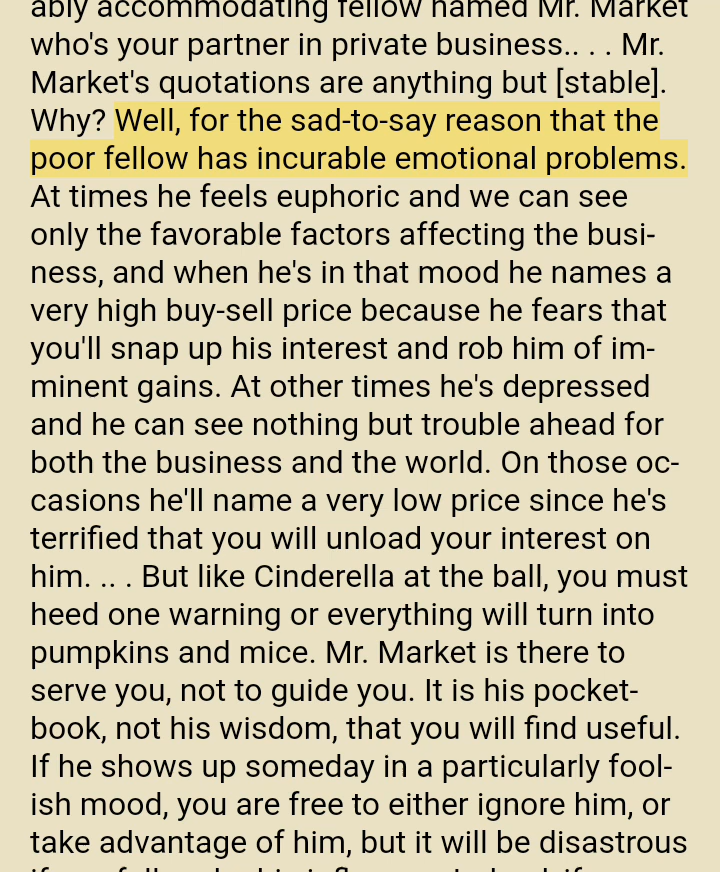 ably accommodating fellow named Mr. Market
who's your partner in private business.. . . Mr.
Market's quotations are anything but [stable].
Why? Well, for the sad-to-say reason that the
poor fellow has incurable emotional problems.
At times he feels euphoric and we can see
only the favorable factors affecting the busi-
ness, and when he's in that mood he names a
very high buy-sell price because he fears that
you'll snap up his interest and rob him of im-
minent gains. At other times he's depressed
and he can see nothing but trouble ahead for
both the business and the world. On those oc-
casions he'll name a very low price since he's
terrified that you will unload your interest on
him. .. . But like Cinderella at the ball, you must
heed one warning or everything will turn into
pumpkins and mice. Mr. Market is there to
serve you, not to guide you. It is his pocket-
book, not his wisdom, that you will find useful.
If he shows up someday in a particularly fool-
ish mood, you are free to either ignore him, or
take advantage of him, but it will be disastrous